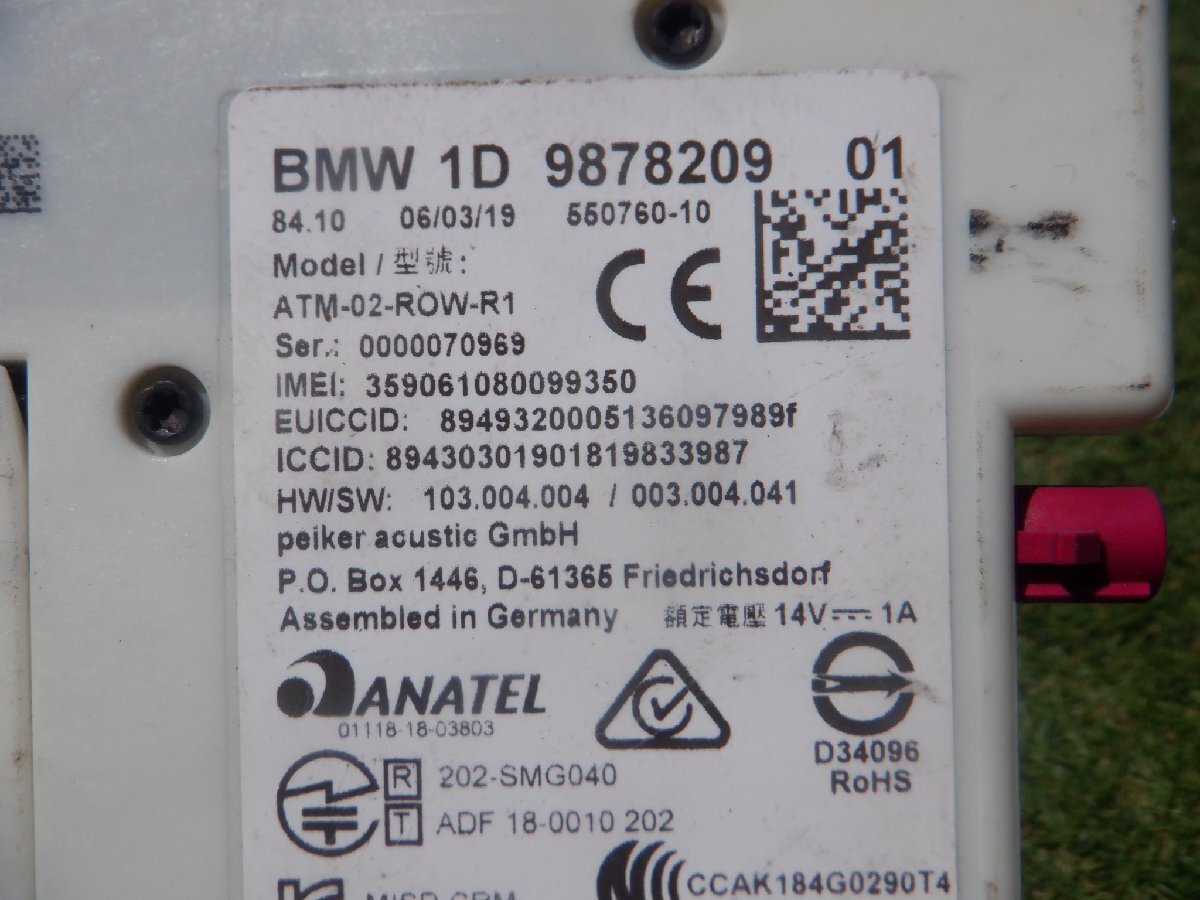 BMW 1D 9878209 01
84.10 06/03/19 550760-10
Model / 型號:
ATM-02-ROW-R1
CE
Ser.: 0000070969
IMEI: 359061080099350
EUICCID: 8949320005136097989f
ICCID: 89430301901819833987
HW/SW: 103.004.004 / 003.004.041
peiker acustic GmbH
P.O. Box 1446, D-61365 Friedrichsdorf
Assembled in Germany 額定電壓 14V 1A
ANATEL
01118-18-03803
D34096
RoHS
R 202-SMG040
T ADF 18-0010 202
CCAK184G0290T4